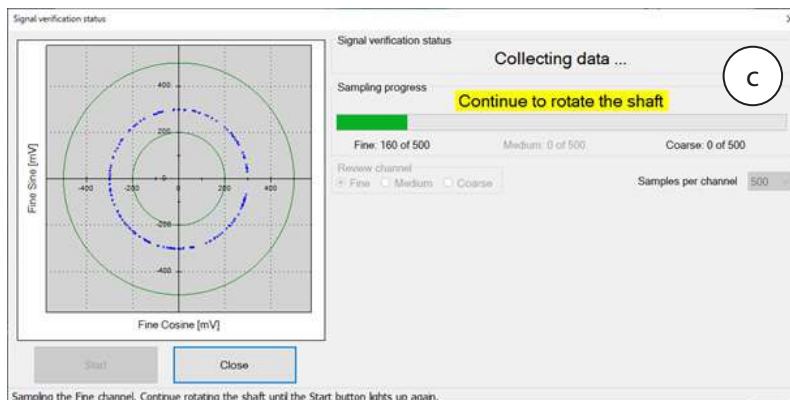 Signal verification status
Signal verification status
Collecting data ...
C
Sampling progress
Continue to rotate the shaft
Fine: 160 of 500 Medium: 0 of 500 Coarse: 0 of 500
Review channel
Fine Medium Coarse
Samples per channel 500
400
200
-400 -200 0 200 400
-200
-400
Fine Sine [mV]
Fine Cosine [mV]
Start Close
Sampling the Fine channel. Continue rotating the shaft until the Start button lights up again.